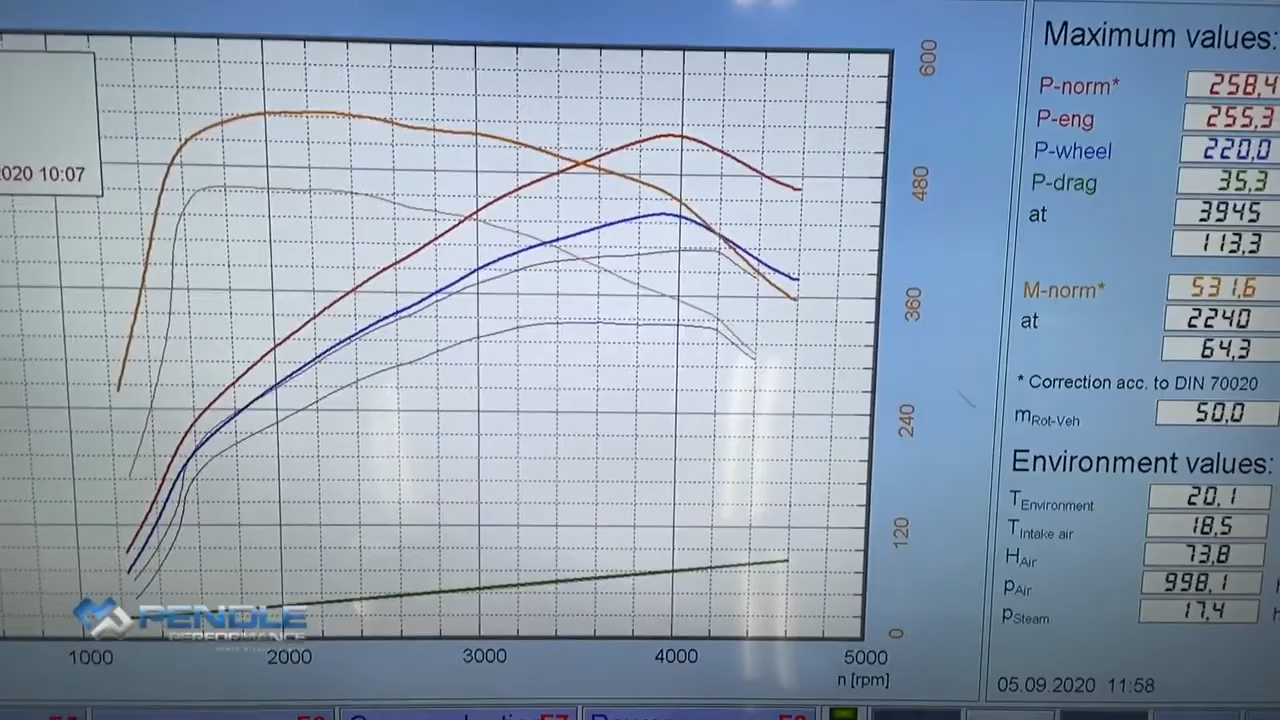 Maximum values:
P-norm* 258,4
P-eng 255,3
P-wheel 220,0
P-drag 35,3
at 3945
113,3
M-norm* 531,6
at 2240
64,3
* Correction acc. to DIN 70020
mRot-Veh 50,0
Environment values:
TEnvironment 20,1
TIntake air 18,5
HAir 73,8
pAir 998,1
pSteam 17,4
05.09.2020 11:58
020 10:07
600
480
360
240
120
0
1000 2000 3000 4000 5000
n [rpm]
PENDLE
PERFORMANCE